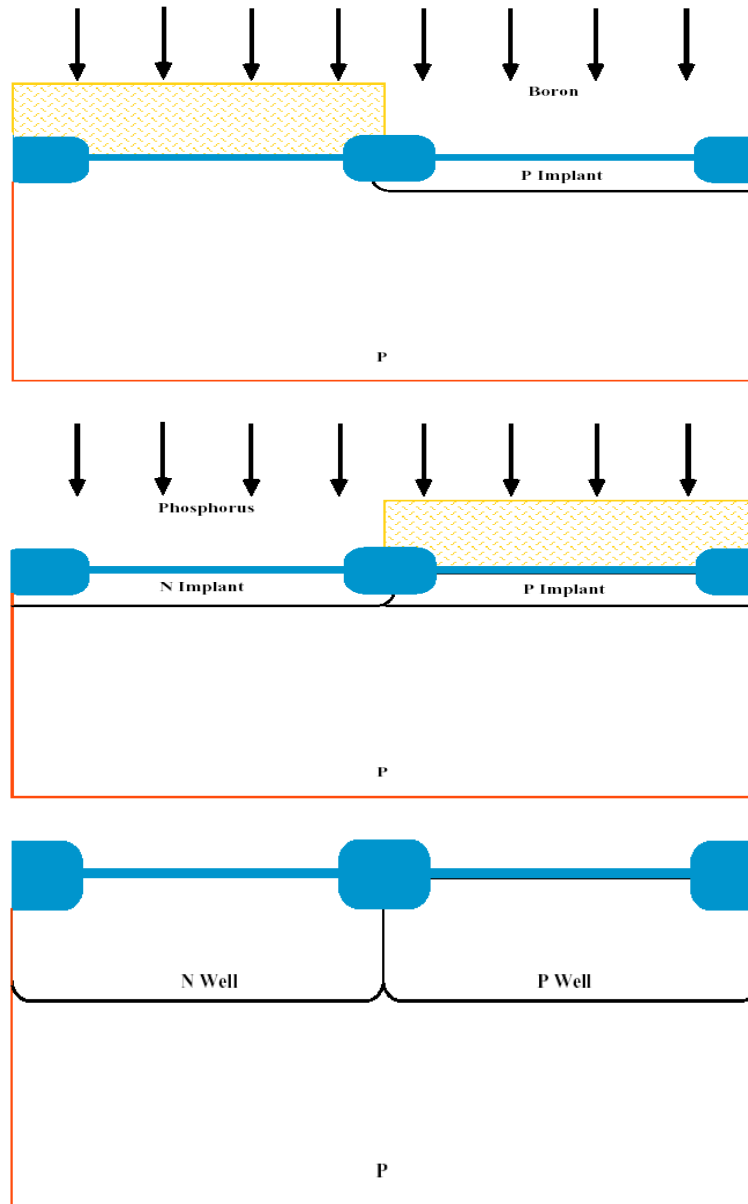 Boron
P Implant
P
Phosphorus
N Implant
P Implant
P
N Well
P Well
P